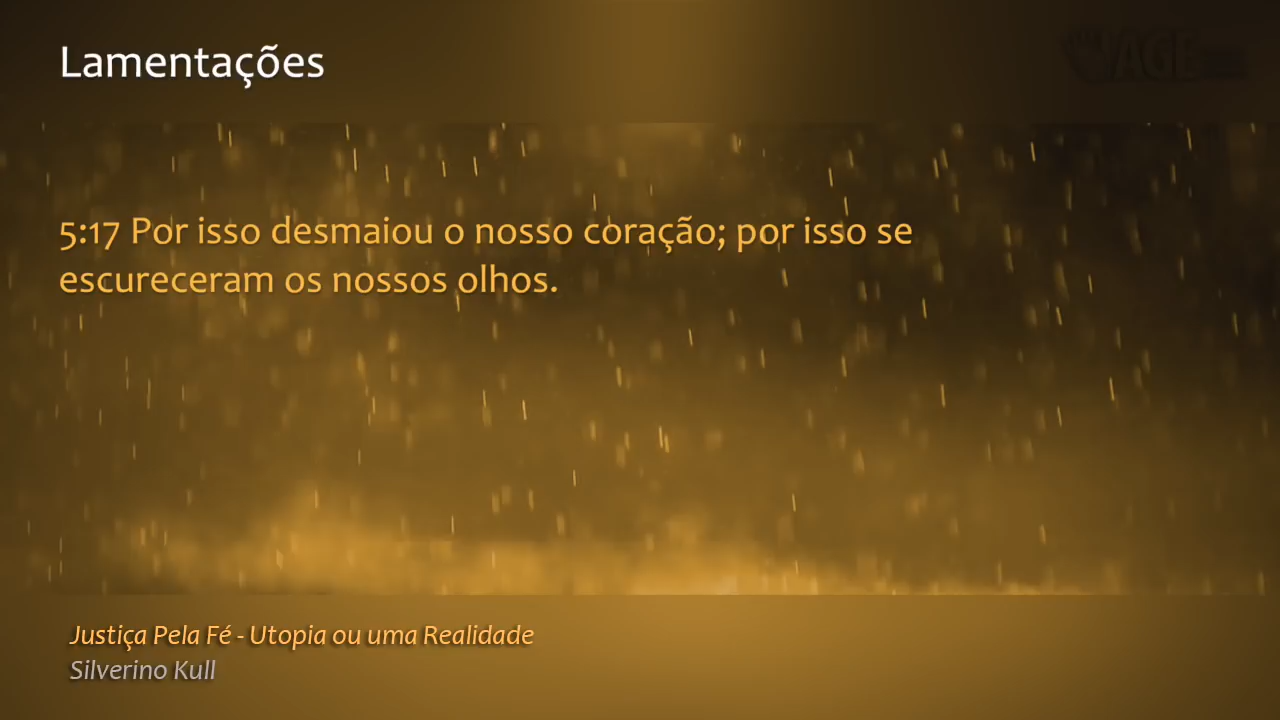 Lamentações
5:17 Por isso desmaiou o nosso coração; por isso se
escureceram os nossos olhos.
Justiça Pela Fé - Utopia ou uma Realidade
Silverino Kull